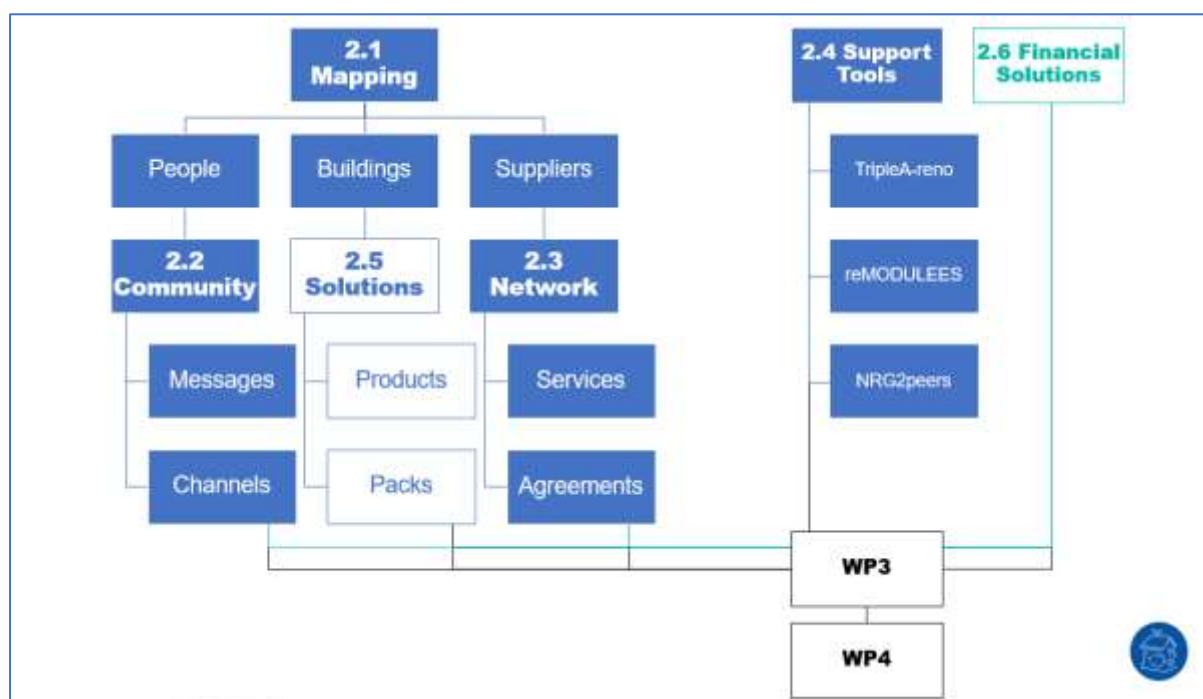 2.1
Mapping
2.4 Support
Tools
2.6 Financial
Solutions
People
Buildings
Suppliers
TripleA-reno
2.2
Community
2.5
Solutions
2.3
Network
reMODULEES
Messages
Products
Services
NRG2peers
Channels
Packs
Agreements
WP3
WP4